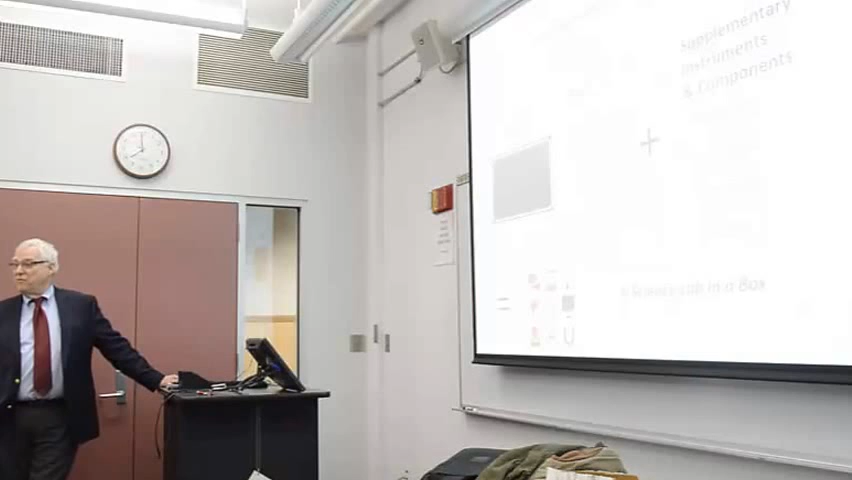 Supplementary
Instruments
& Components
+
=
A Science Lab in a Box